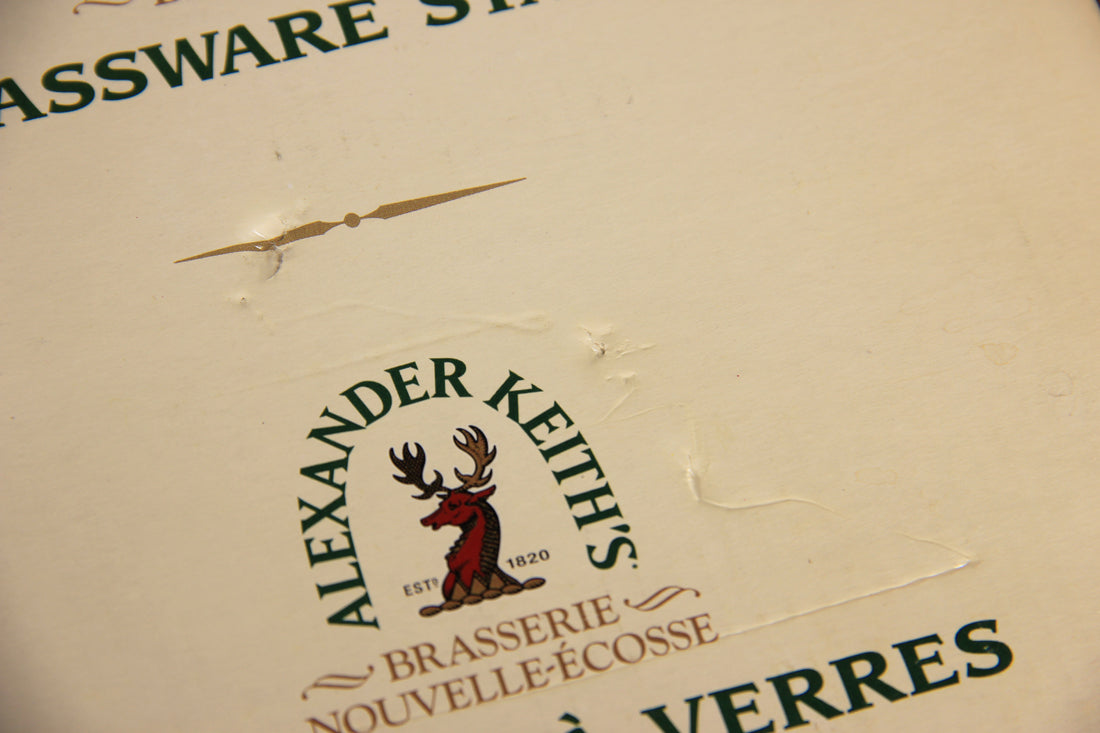 ASSWARE
ALEXANDER KEITH'S
ESTD 1820
BRASSERIE
NOUVELLE-ÉCOSSE
À VERRES